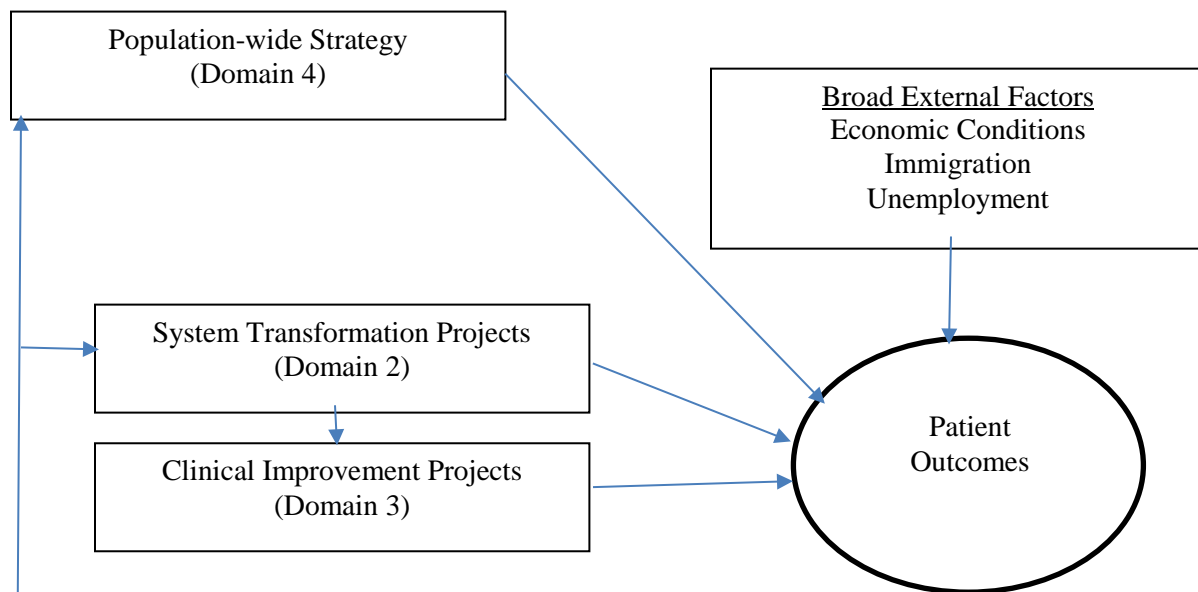 Population-wide Strategy
(Domain 4)
Broad External Factors
Economic Conditions
Immigration
Unemployment
System Transformation Projects
(Domain 2)
Clinical Improvement Projects
(Domain 3)
Patient
Outcomes